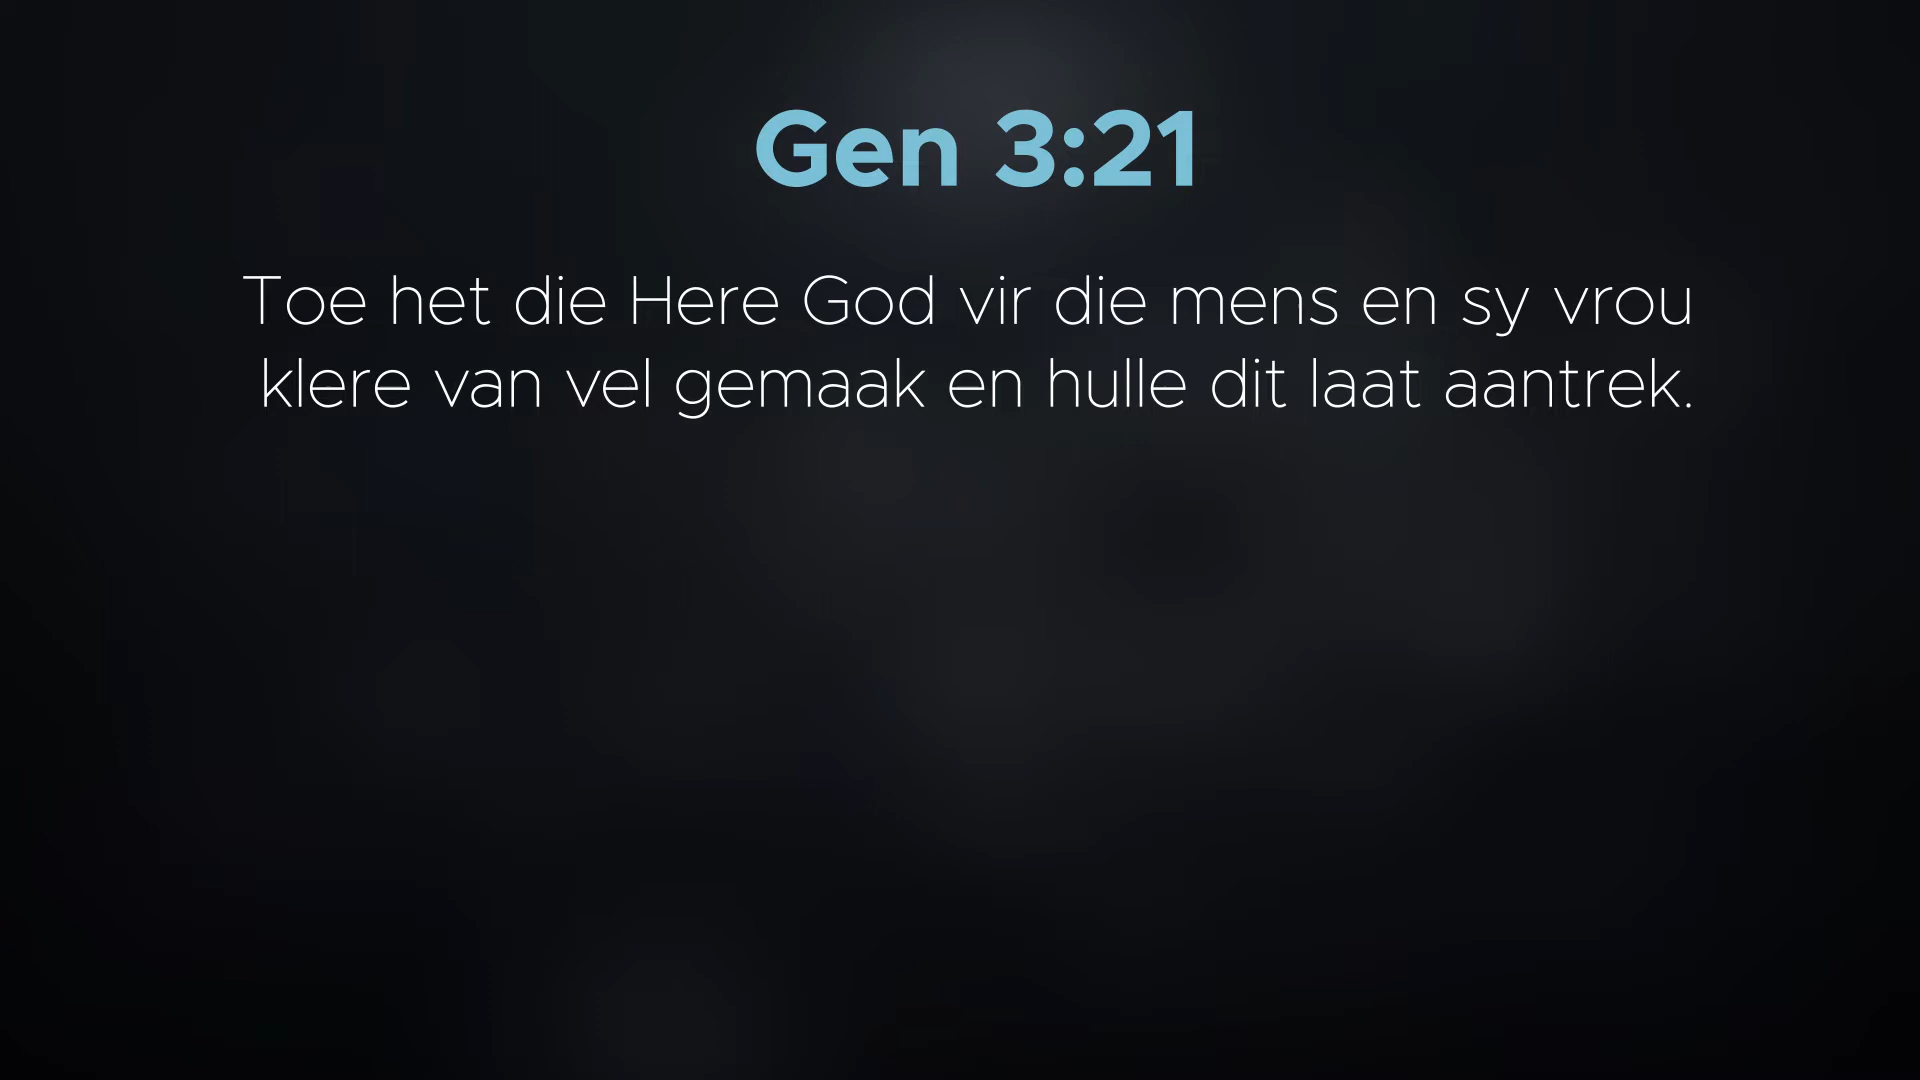 Gen 3:21
Toe het die Here God vir die mens en sy vrou
klere van vel gemaak en hulle dit laat aantrek.